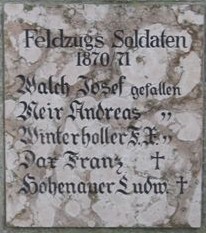 Feldzugs Soldaten
1870/71
Walch Josef gefallen
Meir Andreas „
Winterholler F.X. „
Dax Franz †
Hohenauer Ludw. †